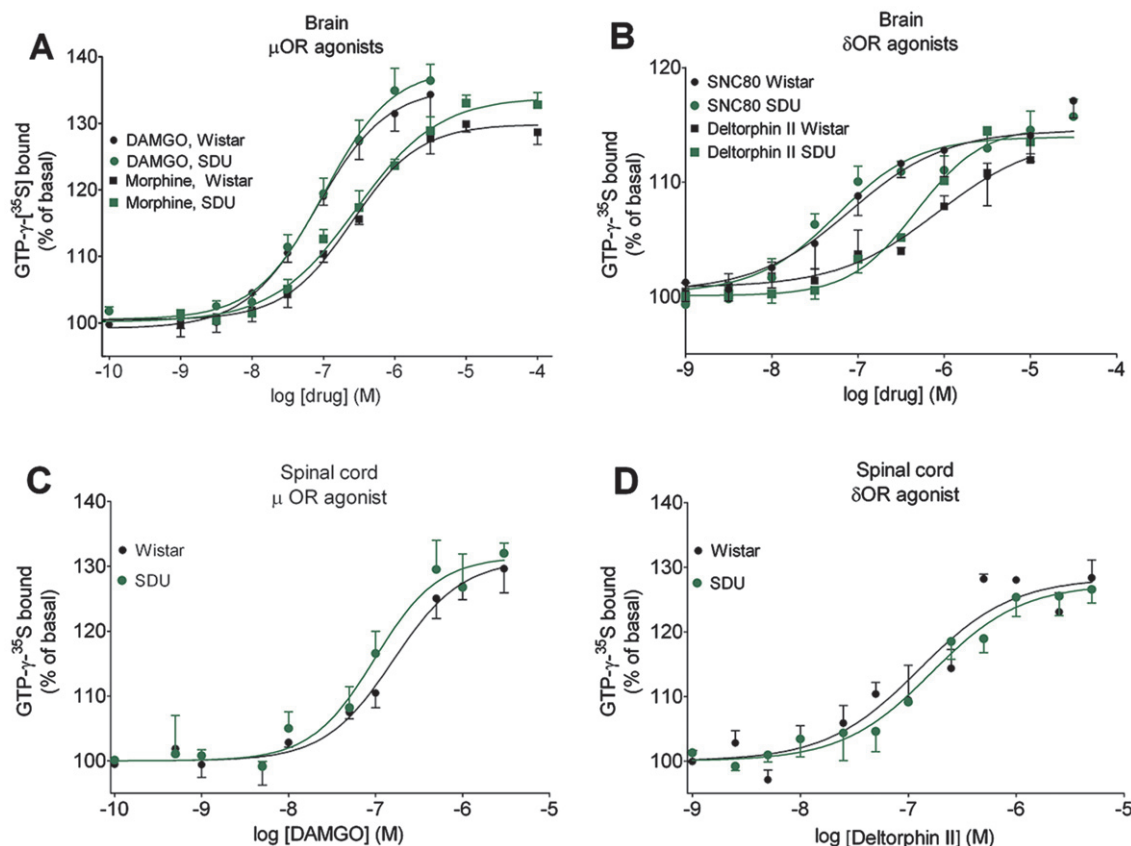 A
Brain
μOR agonists
GTP-γ-[³⁵S] bound
(% of basal)
140
130
120
110
100
DAMGO, Wistar
DAMGO, SDU
Morphine, Wistar
Morphine, SDU
-10 -9 -8 -7 -6 -5 -4
log [drug] (M)
B
Brain
δOR agonists
GTP-γ-³⁵S bound
(% of basal)
120
110
100
SNC80 Wistar
SNC80 SDU
Deltorphin II Wistar
Deltorphin II SDU
-9 -8 -7 -6 -5 -4
log [drug] (M)
C
Spinal cord
μ OR agonist
GTP-γ-³⁵S bound
(% of basal)
140
130
120
110
100
Wistar
SDU
-10 -9 -8 -7 -6 -5
log [DAMGO] (M)
D
Spinal cord
δOR agonist
GTP-γ-³⁵S bound
(% of basal)
140
130
120
110
100
Wistar
SDU
-9 -8 -7 -6 -5
log [Deltorphin II] (M)